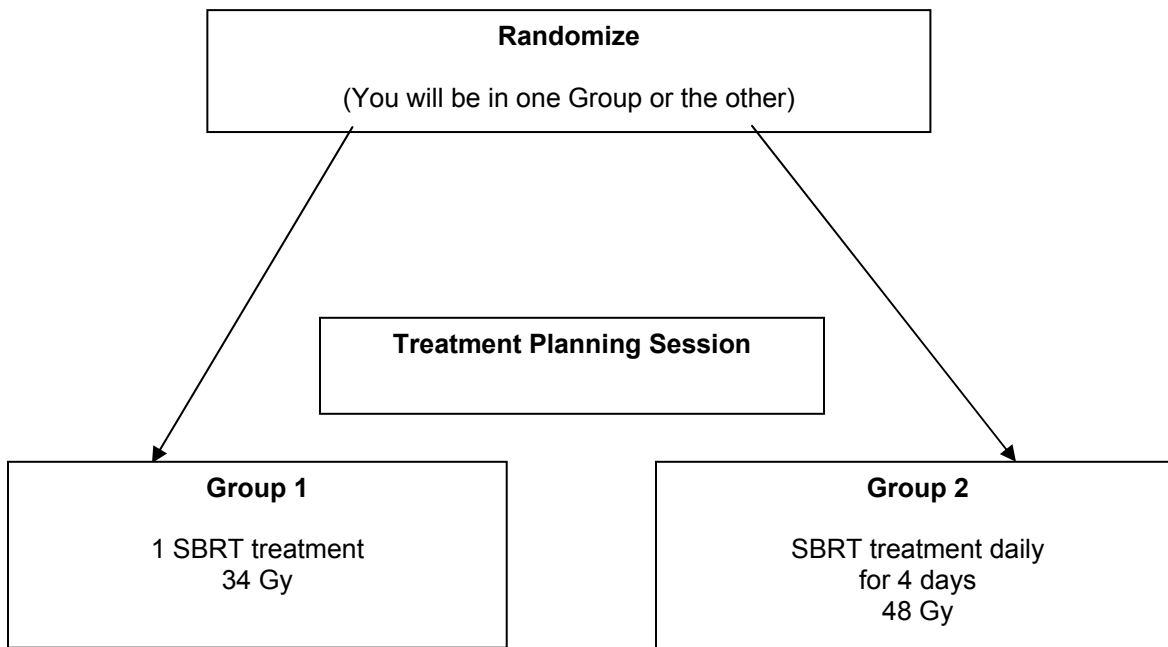 Randomize
(You will be in one Group or the other)
Treatment Planning Session
Group 1
1 SBRT treatment
34 Gy
Group 2
SBRT treatment daily
for 4 days
48 Gy